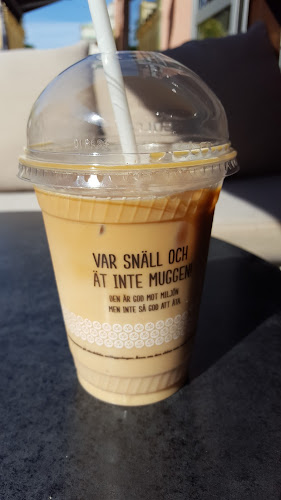 VAR SNÄLL OCH
ÄT INTE MUGGEN!
DEN ÄR GOD MOT MILJÖN
MEN INTE SÅ GOD ATT ÄTA.